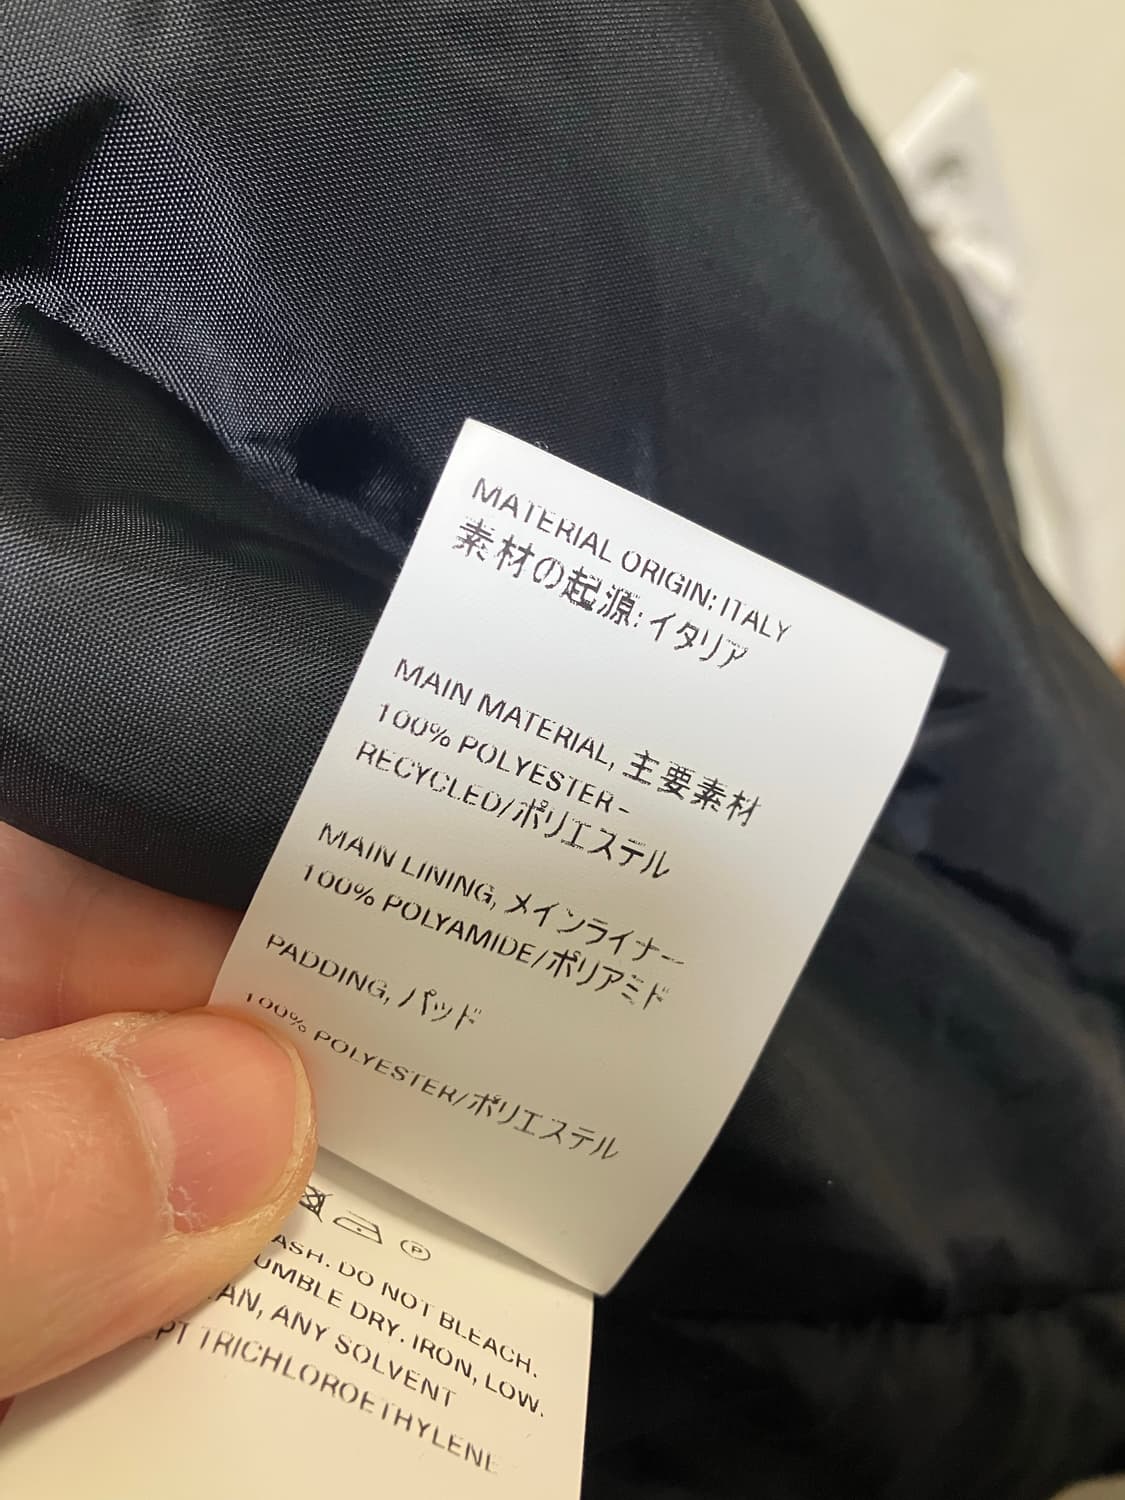 MATERIAL ORIGIN: ITALY
素材の起源: イタリア
MAIN MATERIAL, 主要素材
100% POLYESTER-
RECYCLED/ポリエステル
MAIN LINING, メインライナー
100% POLYAMIDE/ポリアミド
PADDING, パッド
100% POLYESTER/ポリエステル
P
ASH. DO NOT BLEACH.
UMBLE DRY. IRON, LOW.
AN, ANY SOLVENT
PT TRICHLOROETHYLENE